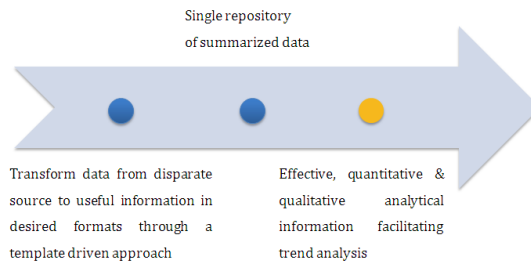 Single repository
of summarized data
Transform data from disparate
source to useful information in
desired formats through a
template driven approach
Effective, quantitative &
qualitative analytical
information facilitating
trend analysis